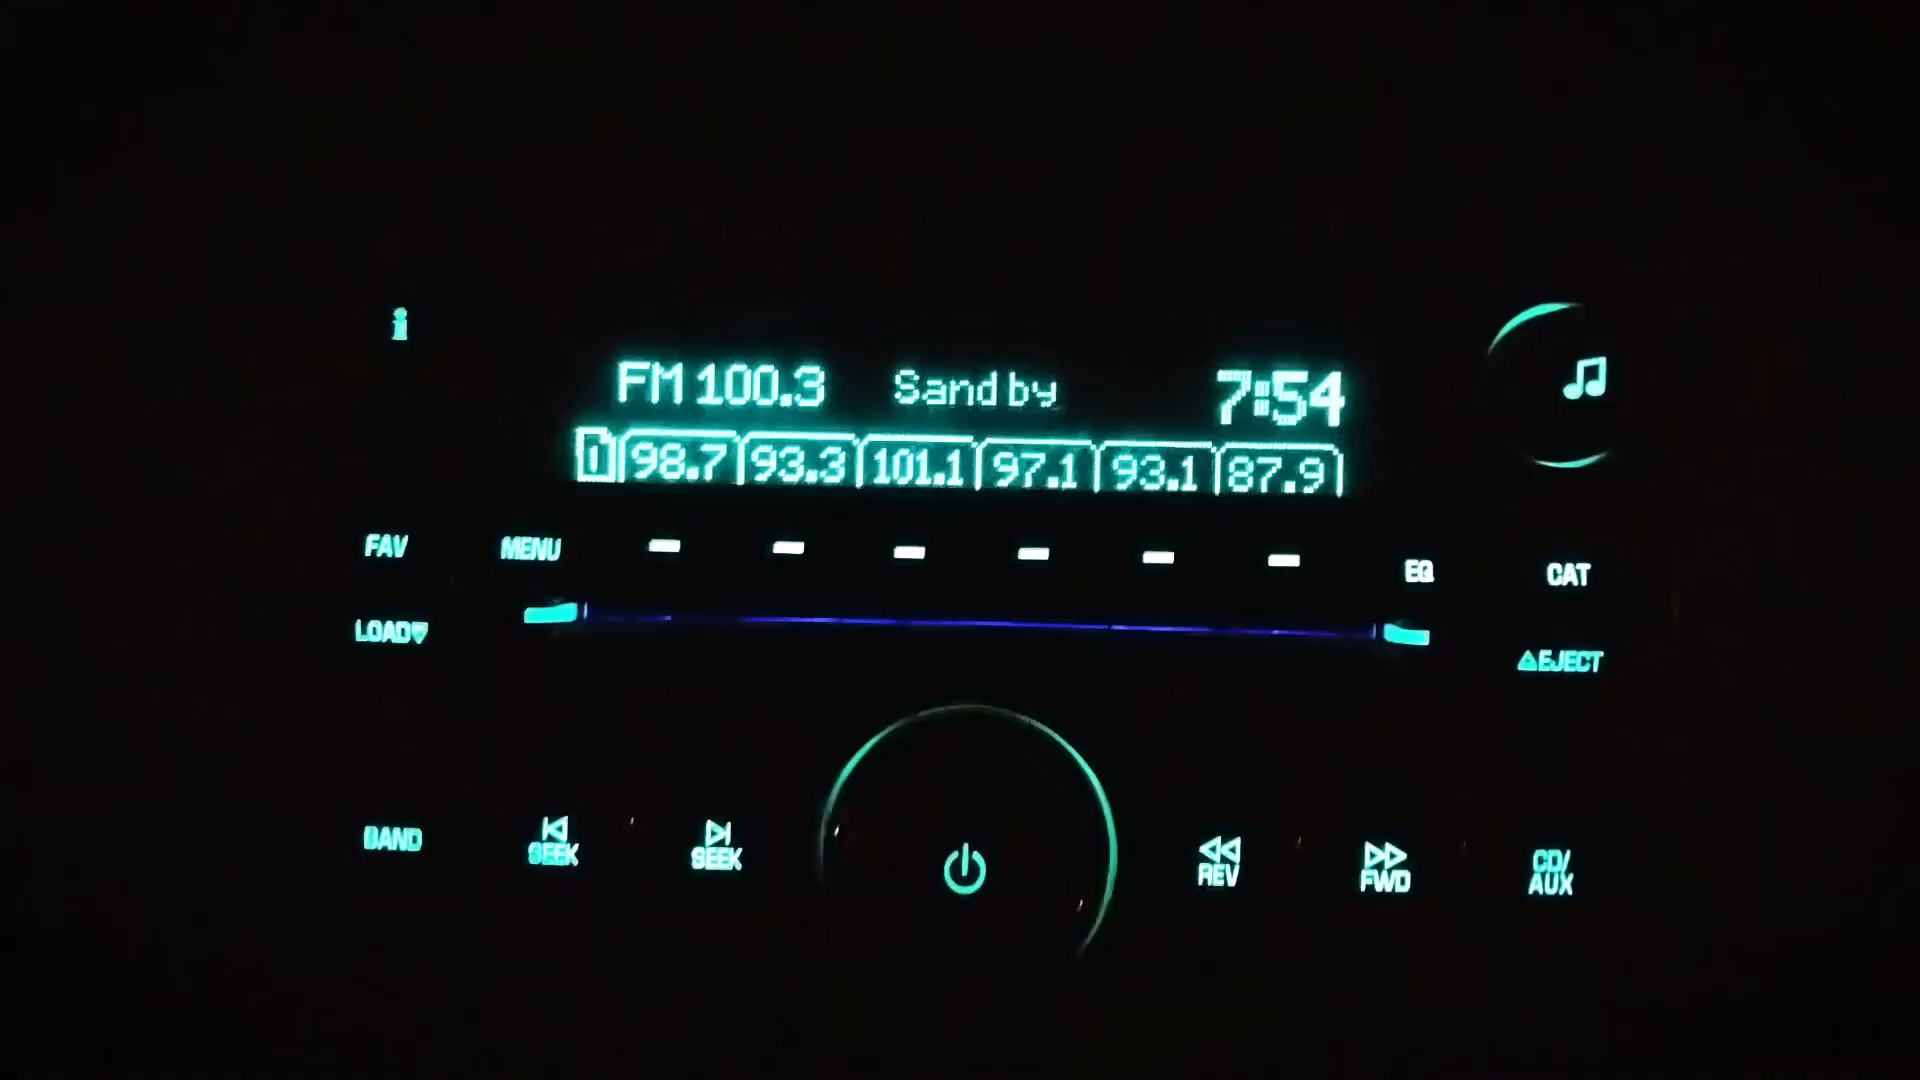 i
FM 100.3 Sand by 7:54
1 98.7 93.3 101.1 97.1 93.1 87.9
FAV MENU EQ CAT
LOAD EJECT
BAND SEEK SEEK REV FWD CD/
AUX